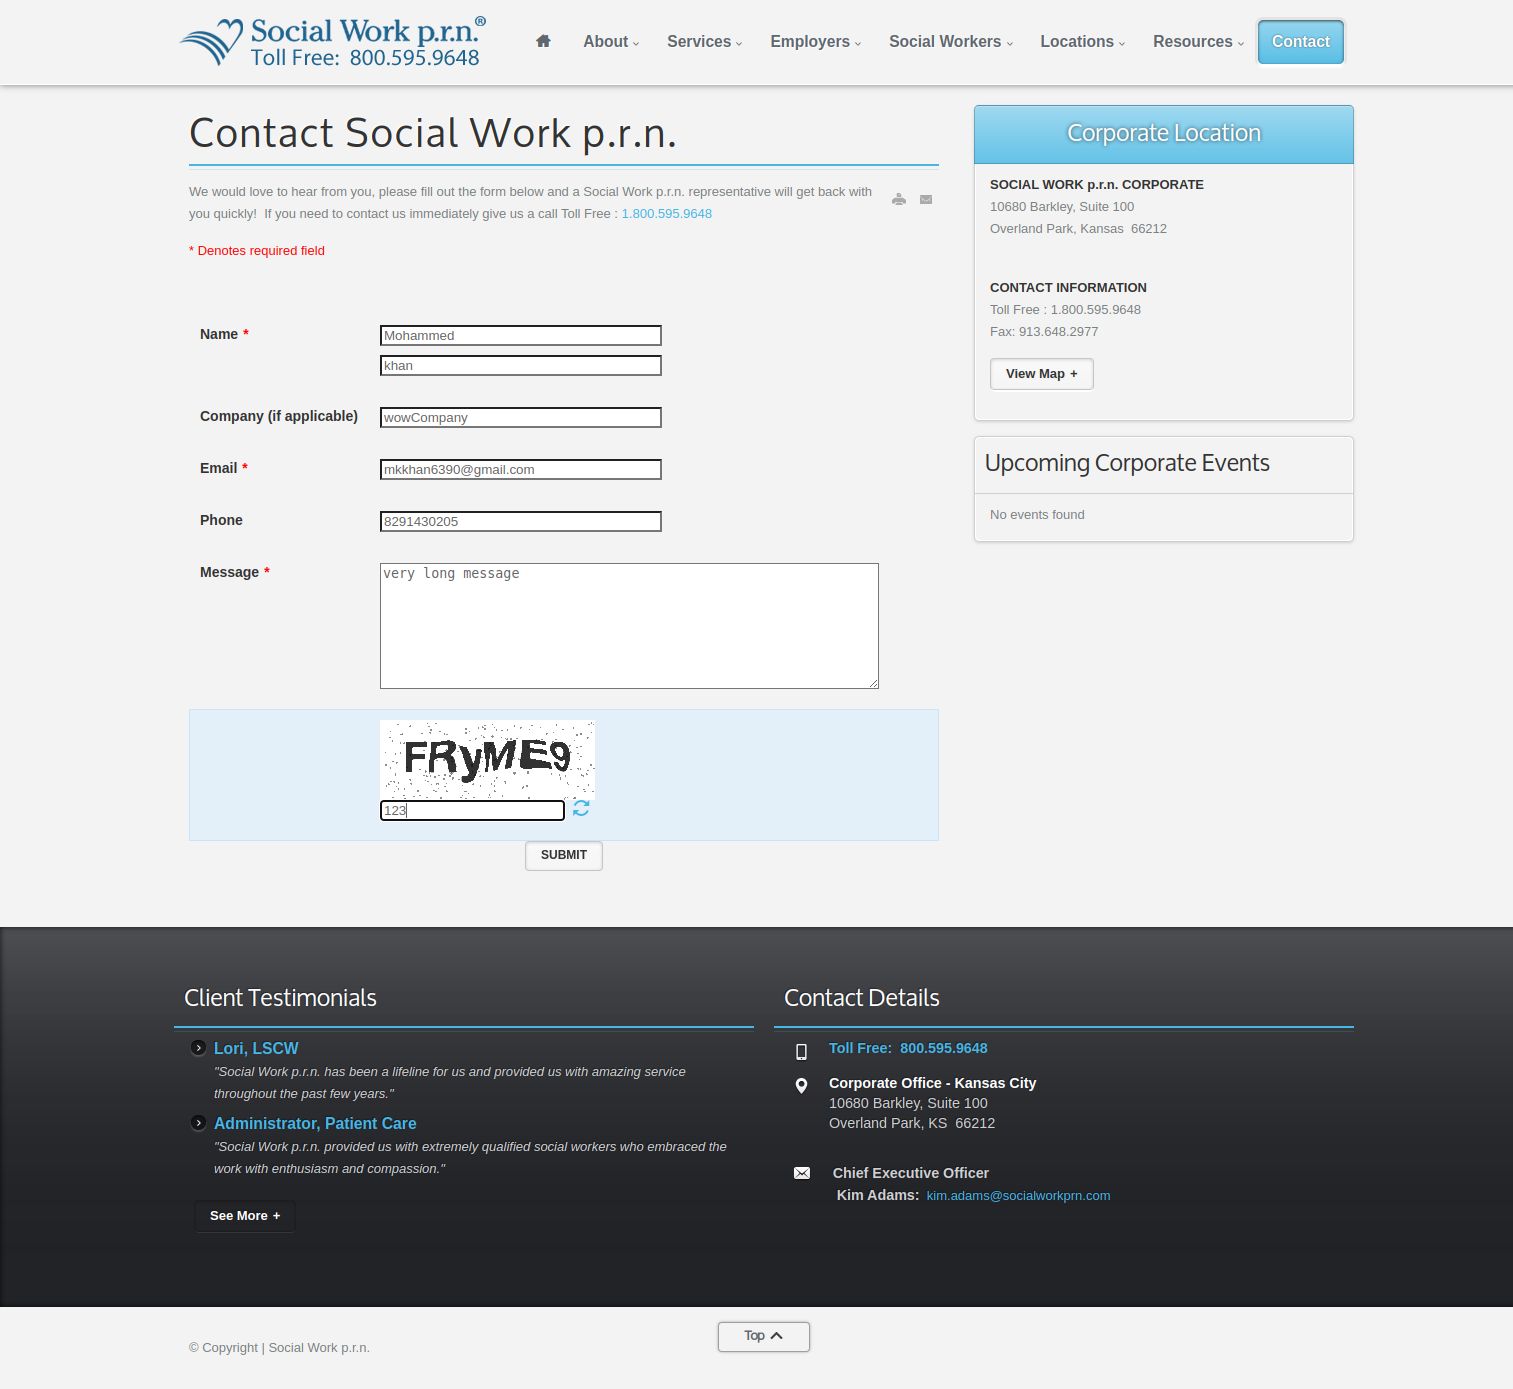 Social Work p.r.n.®
Toll Free: 800.595.9648
About
Services
Employers
Social Workers
Locations
Resources
Contact
Contact Social Work p.r.n.
We would love to hear from you, please fill out the form below and a Social Work p.r.n. representative will get back with
you quickly!  If you need to contact us immediately give us a call Toll Free : 1.800.595.9648
* Denotes required field
Name *
Mohammed
khan
Company (if applicable)
wowCompany
Email *
mkkhan6390@gmail.com
Phone
8291430205
Message *
very long message
FRyME9
123
SUBMIT
Corporate Location
SOCIAL WORK p.r.n. CORPORATE
10680 Barkley, Suite 100
Overland Park, Kansas  66212
CONTACT INFORMATION
Toll Free : 1.800.595.9648
Fax: 913.648.2977
View Map +
Upcoming Corporate Events
No events found
Client Testimonials
Lori, LSCW
"Social Work p.r.n. has been a lifeline for us and provided us with amazing service
throughout the past few years."
Administrator, Patient Care
"Social Work p.r.n. provided us with extremely qualified social workers who embraced the
work with enthusiasm and compassion."
See More +
Contact Details
Toll Free:  800.595.9648
Corporate Office - Kansas City
10680 Barkley, Suite 100
Overland Park, KS  66212
Chief Executive Officer
Kim Adams:  kim.adams@socialworkprn.com
Top
© Copyright | Social Work p.r.n.